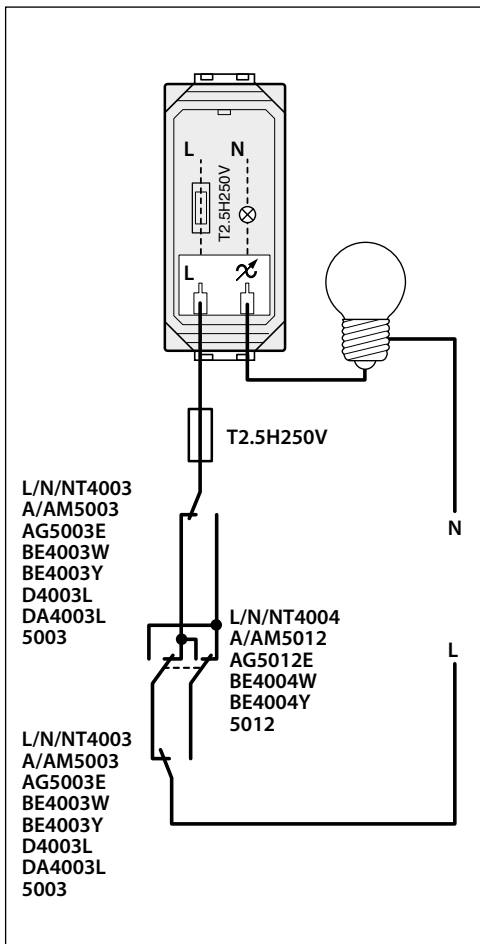 L N
T2.5H250V
L
T2.5H250V
L/N/NT4003
A/AM5003
AG5003E
BE4003W
BE4003Y
D4003L
DA4003L
5003
N
L/N/NT4004
A/AM5012
AG5012E
BE4004W
BE4004Y
5012
L
L/N/NT4003
A/AM5003
AG5003E
BE4003W
BE4003Y
D4003L
DA4003L
5003